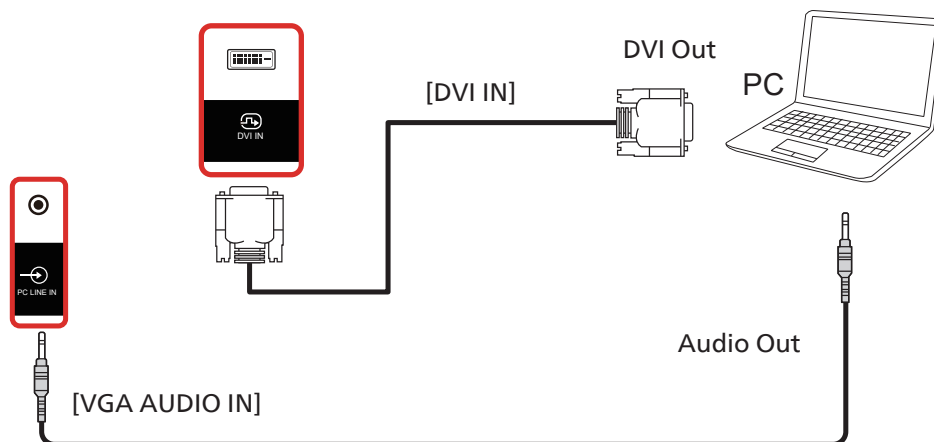 DVI Out
PC
[DVI IN]
DVI IN
PC LINE IN
Audio Out
[VGA AUDIO IN]